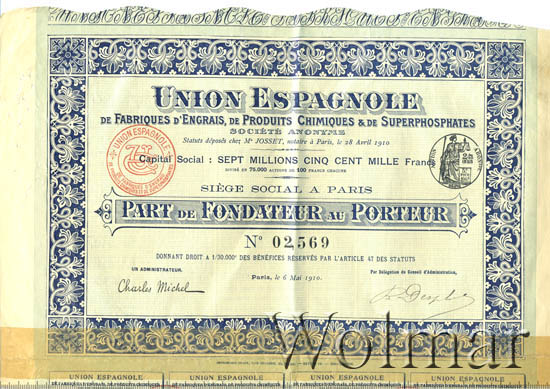 UNION ESPAGNOLE
DE FABRIQUES D'ENGRAIS, DE PRODUITS CHIMIQUES & DE SUPERPHOSPHATES
SOCIÉTÉ ANONYME
Statuts déposés chez Me JOSSET, notaire à Paris, le 28 Avril 1910
Capital Social : SEPT MILLIONS CINQ CENT MILLE Francs
DIVISÉ EN 75.000 ACTIONS DE 100 FRANCS CHACUNE
UNION ESPAGNOLE
SIÈGE SOCIAL A PARIS
PART DE FONDATEUR AU PORTEUR
No 02,569
DONNANT DROIT A 1/30.000e DES BÉNÉFICES RÉSERVÉS PAR L'ARTICLE 47 DES STATUTS
UN ADMINISTRATEUR.
Paris, le 6 Mai 1910.
Par Délégation du Conseil d'Administration,
Charles Michel
Wolmar
UNION ESPAGNOLE
UNION ESPAGNOLE
UNION ESPAGNOLE
UNION ESPAGNOLE